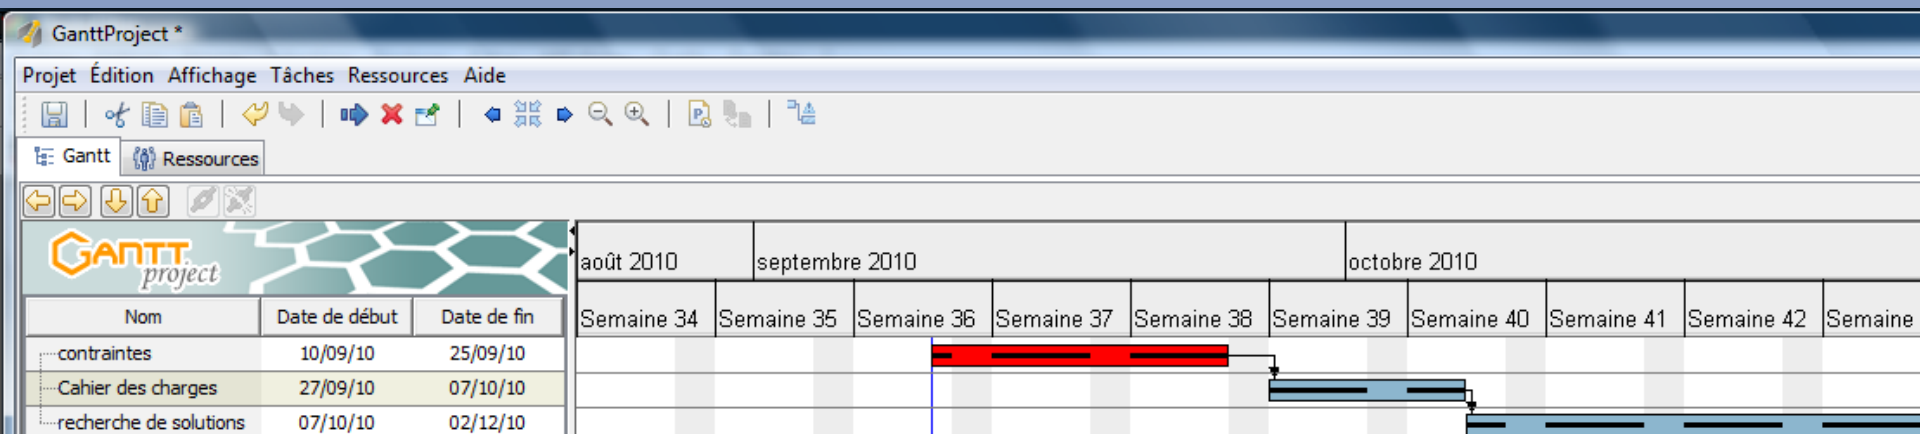 GanttProject *
Projet Édition Affichage Tâches Ressources Aide
Gantt Ressources
GANTT
project
août 2010 septembre 2010 octobre 2010
Semaine 34 Semaine 35 Semaine 36 Semaine 37 Semaine 38 Semaine 39 Semaine 40 Semaine 41 Semaine 42 Semaine
Nom Date de début Date de fin
contraintes 10/09/10 25/09/10
Cahier des charges 27/09/10 07/10/10
recherche de solutions 07/10/10 02/12/10